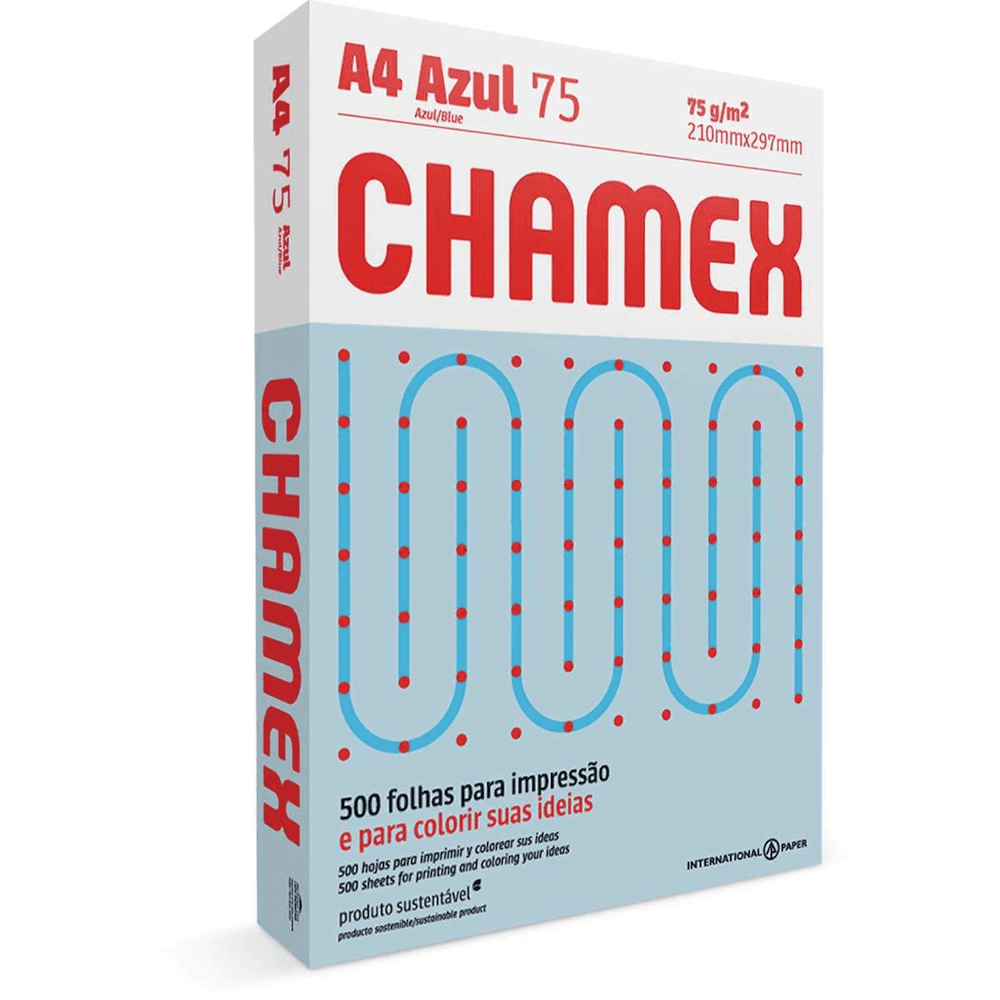 A4 Azul 75
Azul/Blue
75 g/m²
210mmx297mm
CHAMEX
500 folhas para impressão
e para colorir suas ideias
500 hojas para imprimir y colorear sus ideas
500 sheets for printing and coloring your ideas
produto sustentável
producto sostenible/sustainable product
INTERNATIONAL PAPER
A4 75 Azul
Azul/Blue
CHAMEX